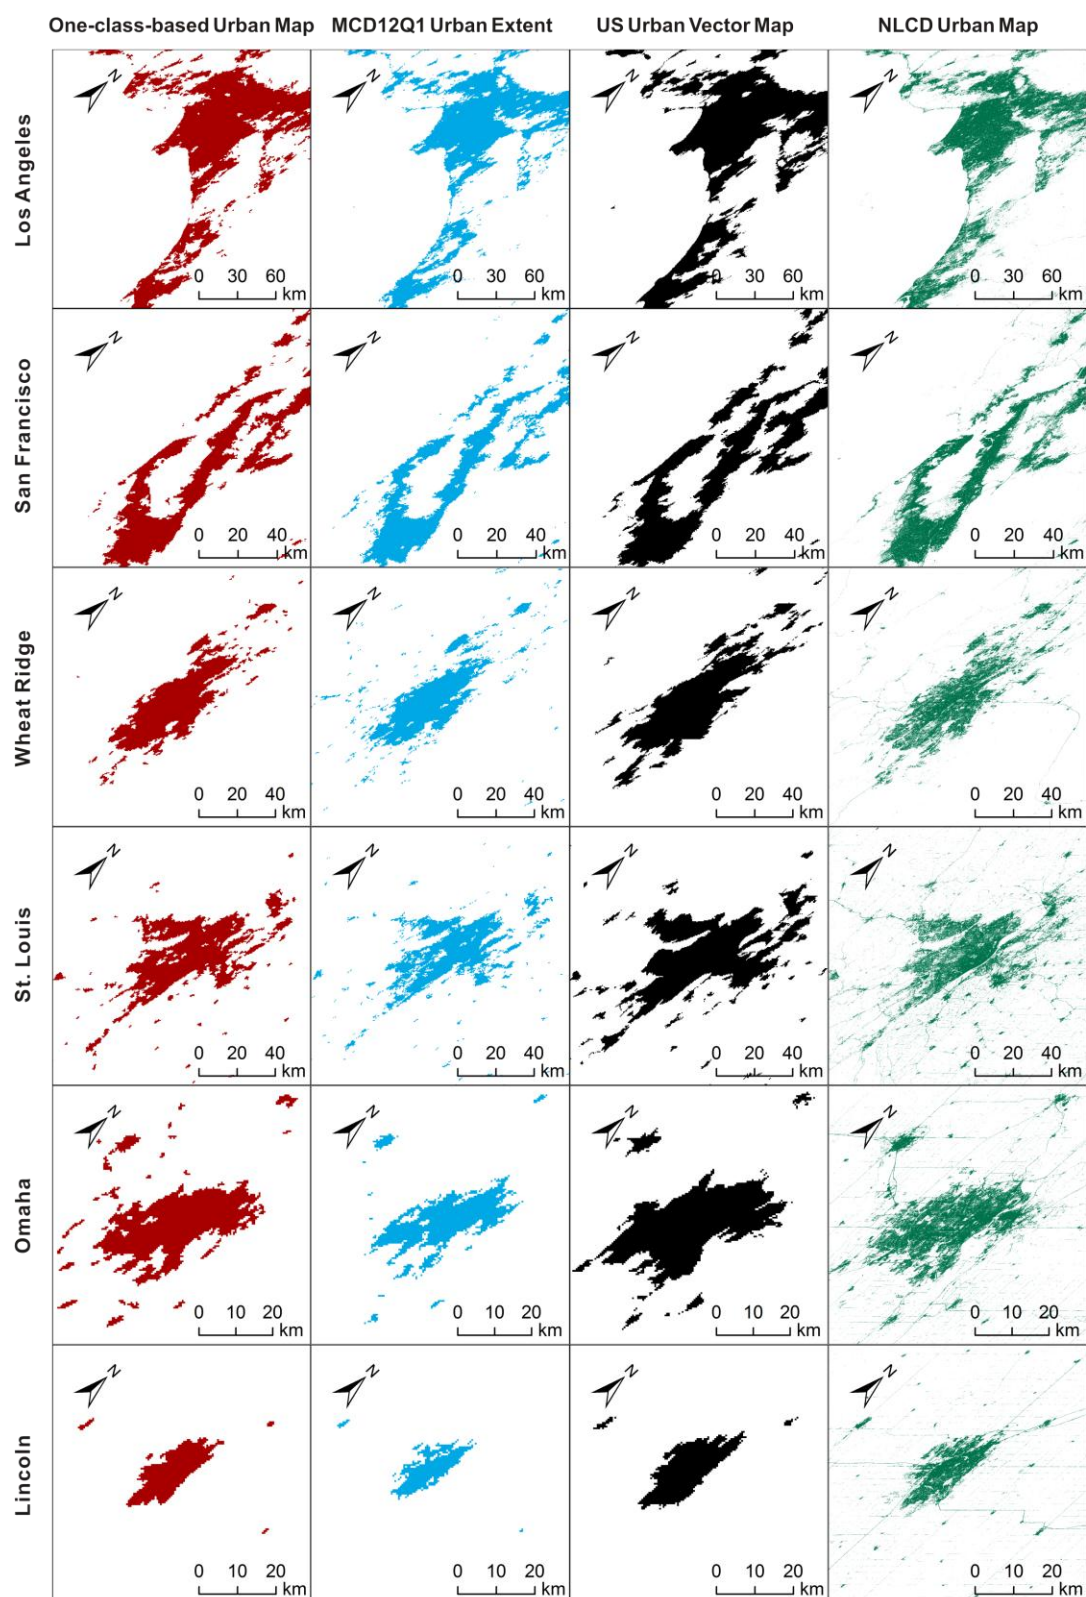 One-class-based Urban Map MCD12Q1 Urban Extent US Urban Vector Map NLCD Urban Map
Los Angeles
N N N N
0 30 60 0 30 60 0 30 60 0 30 60
km km km km
San Francisco
N N N N
0 20 40 0 20 40 0 20 40 0 20 40
km km km km
Wheat Ridge
N N N N
0 20 40 0 20 40 0 20 40 0 20 40
km km km km
St. Louis
N N N N
0 20 40 0 20 40 0 20 40 0 20 40
km km km km
Omaha
N N N N
0 10 20 0 10 20 0 10 20 0 10 20
km km km km
Lincoln
N N N N
0 10 20 0 10 20 0 10 20 0 10 20
km km km km